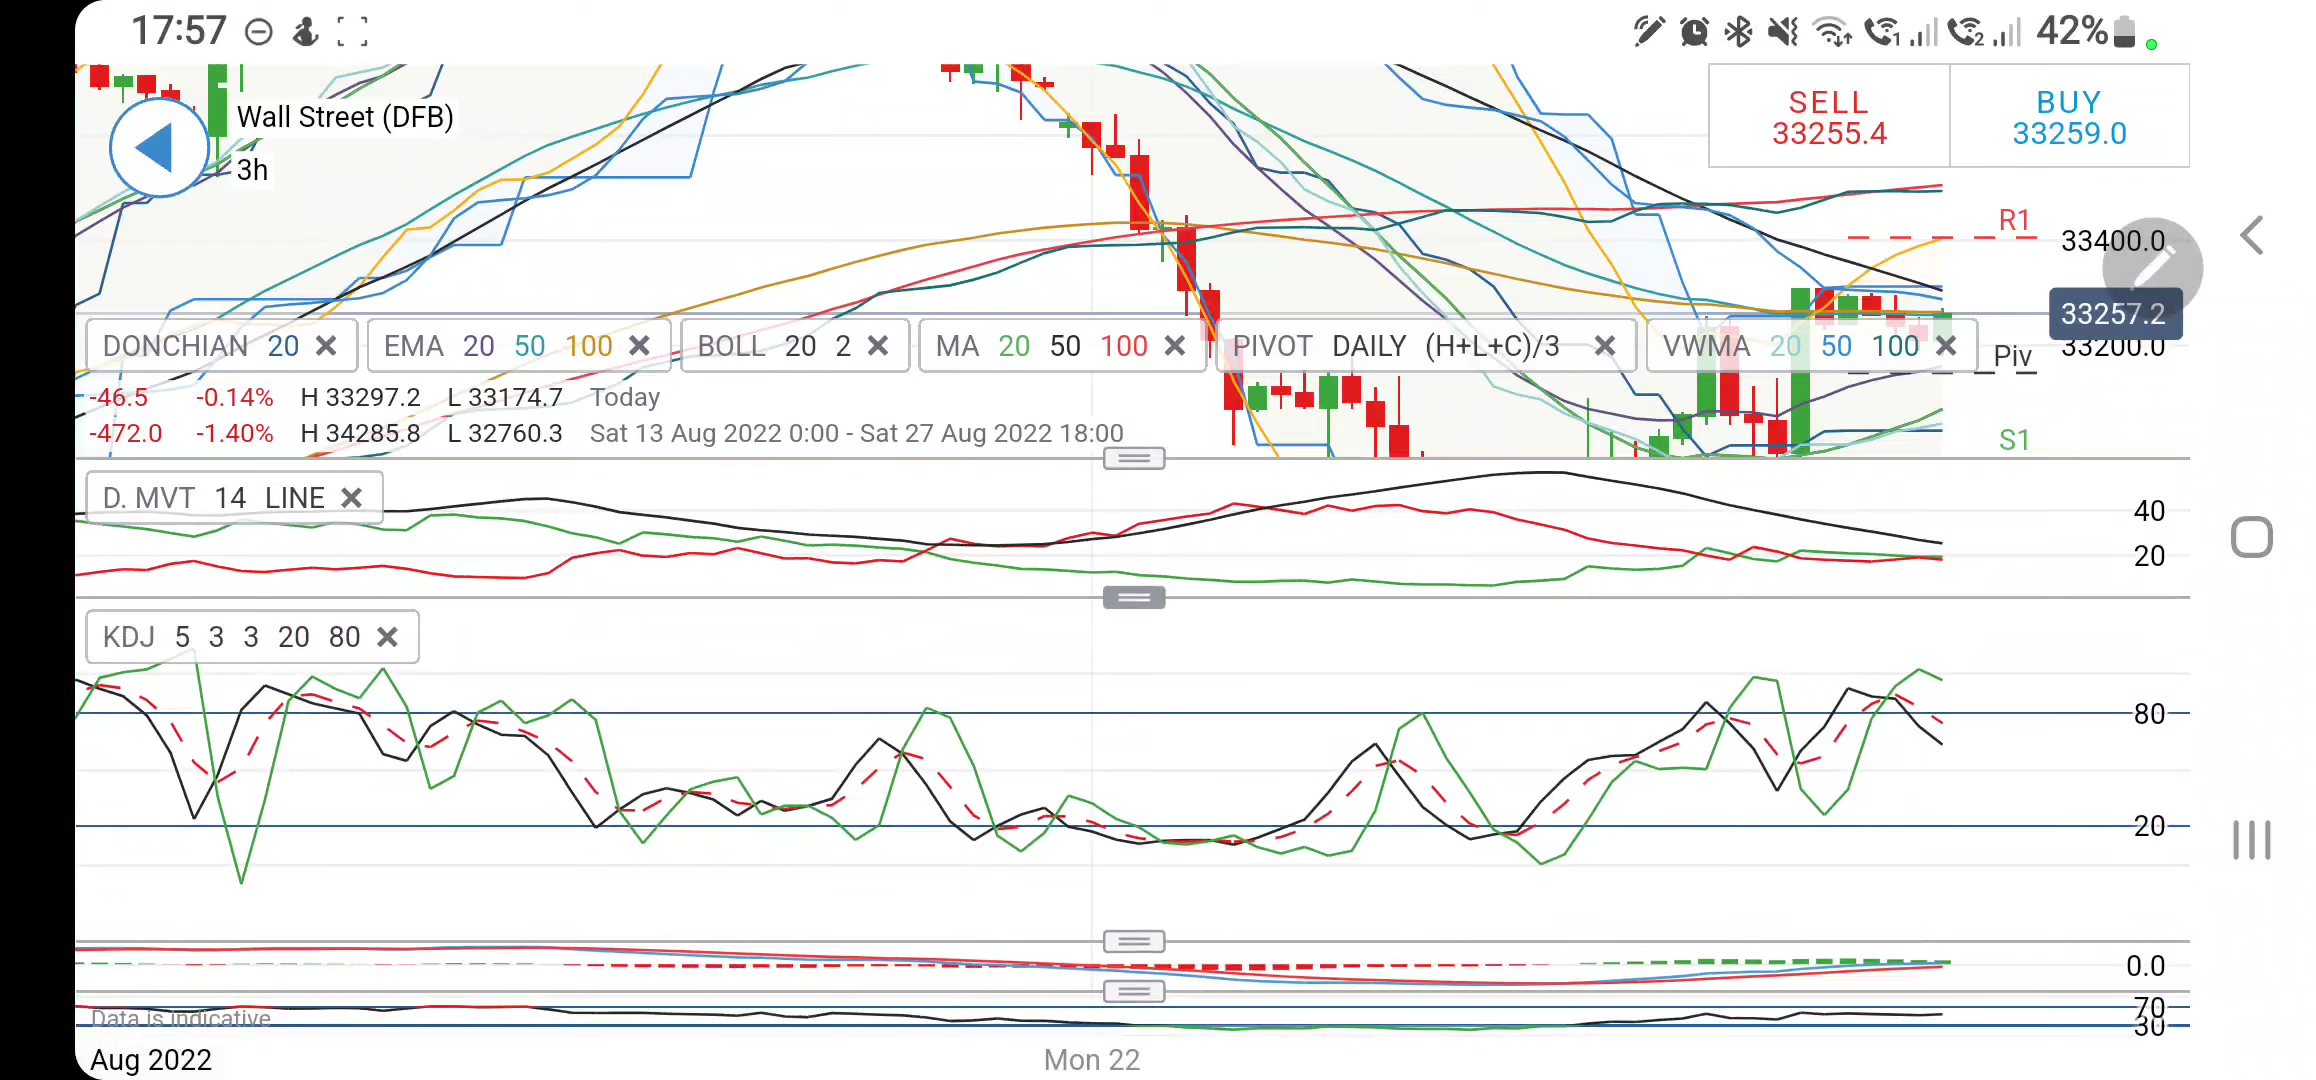 17:57
1
2
42%
Wall Street (DFB)
3h
SELL
33255.4
BUY
33259.0
R1
33400.0
33257.2
33200.0
Piv
S1
DONCHIAN 20
EMA 20 50 100
BOLL 20 2
MA 20 50 100
PIVOT DAILY (H+L+C)/3
VWMA 20 50 100
-46.5 -0.14% H 33297.2 L 33174.7 Today
-472.0 -1.40% H 34285.8 L 32760.3 Sat 13 Aug 2022 0:00 - Sat 27 Aug 2022 18:00
D. MVT 14 LINE
40
20
KDJ 5 3 3 20 80
80
20
0.0
70
30
Data is indicative
Aug 2022
Mon 22